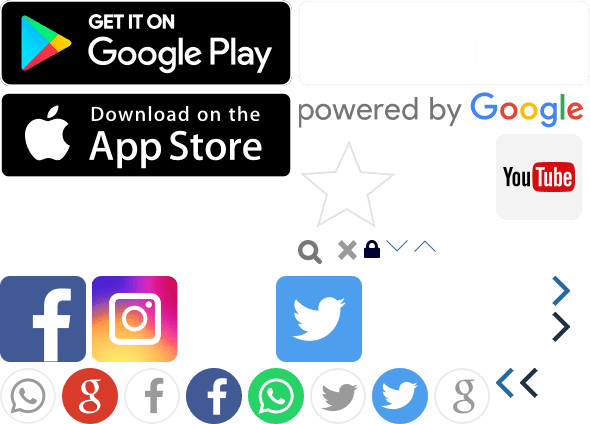 GET IT ON
Google Play
Download on the
App Store
powered by Google
YouTube
f
g
f
f
g